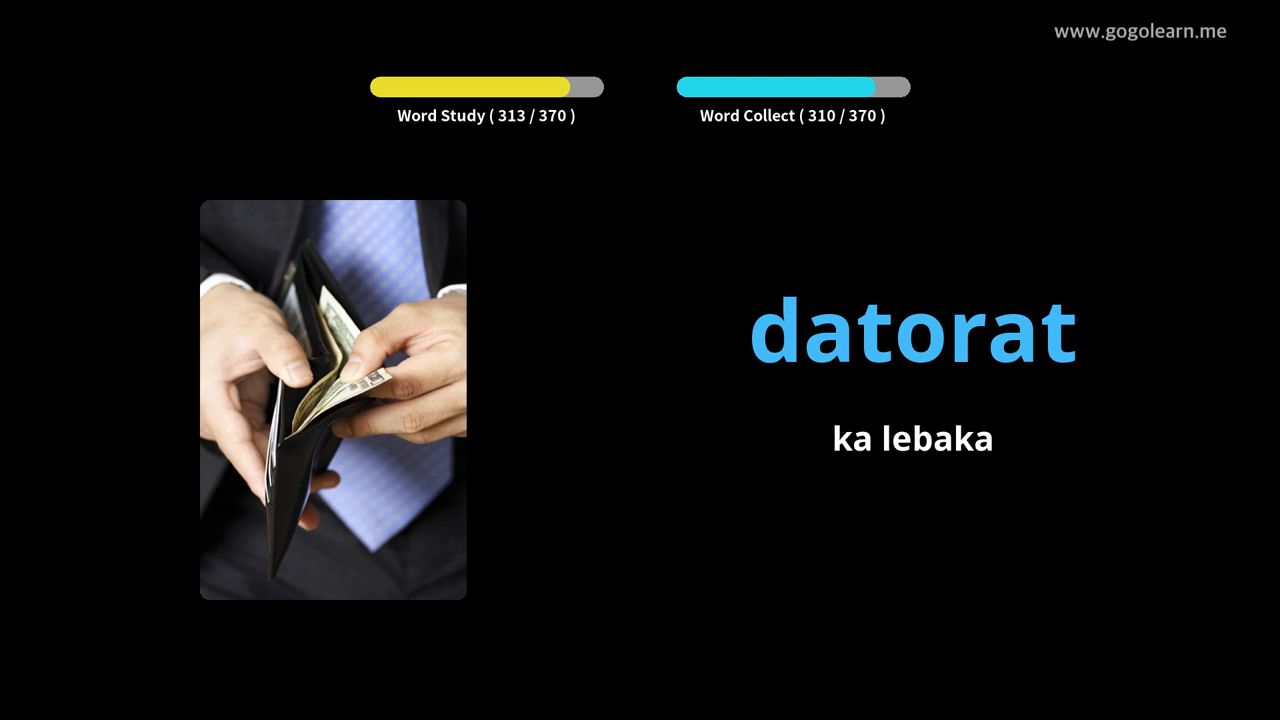 www.gogolearn.me
Word Study ( 313 / 370 )
Word Collect ( 310 / 370 )
datorat
ka lebaka